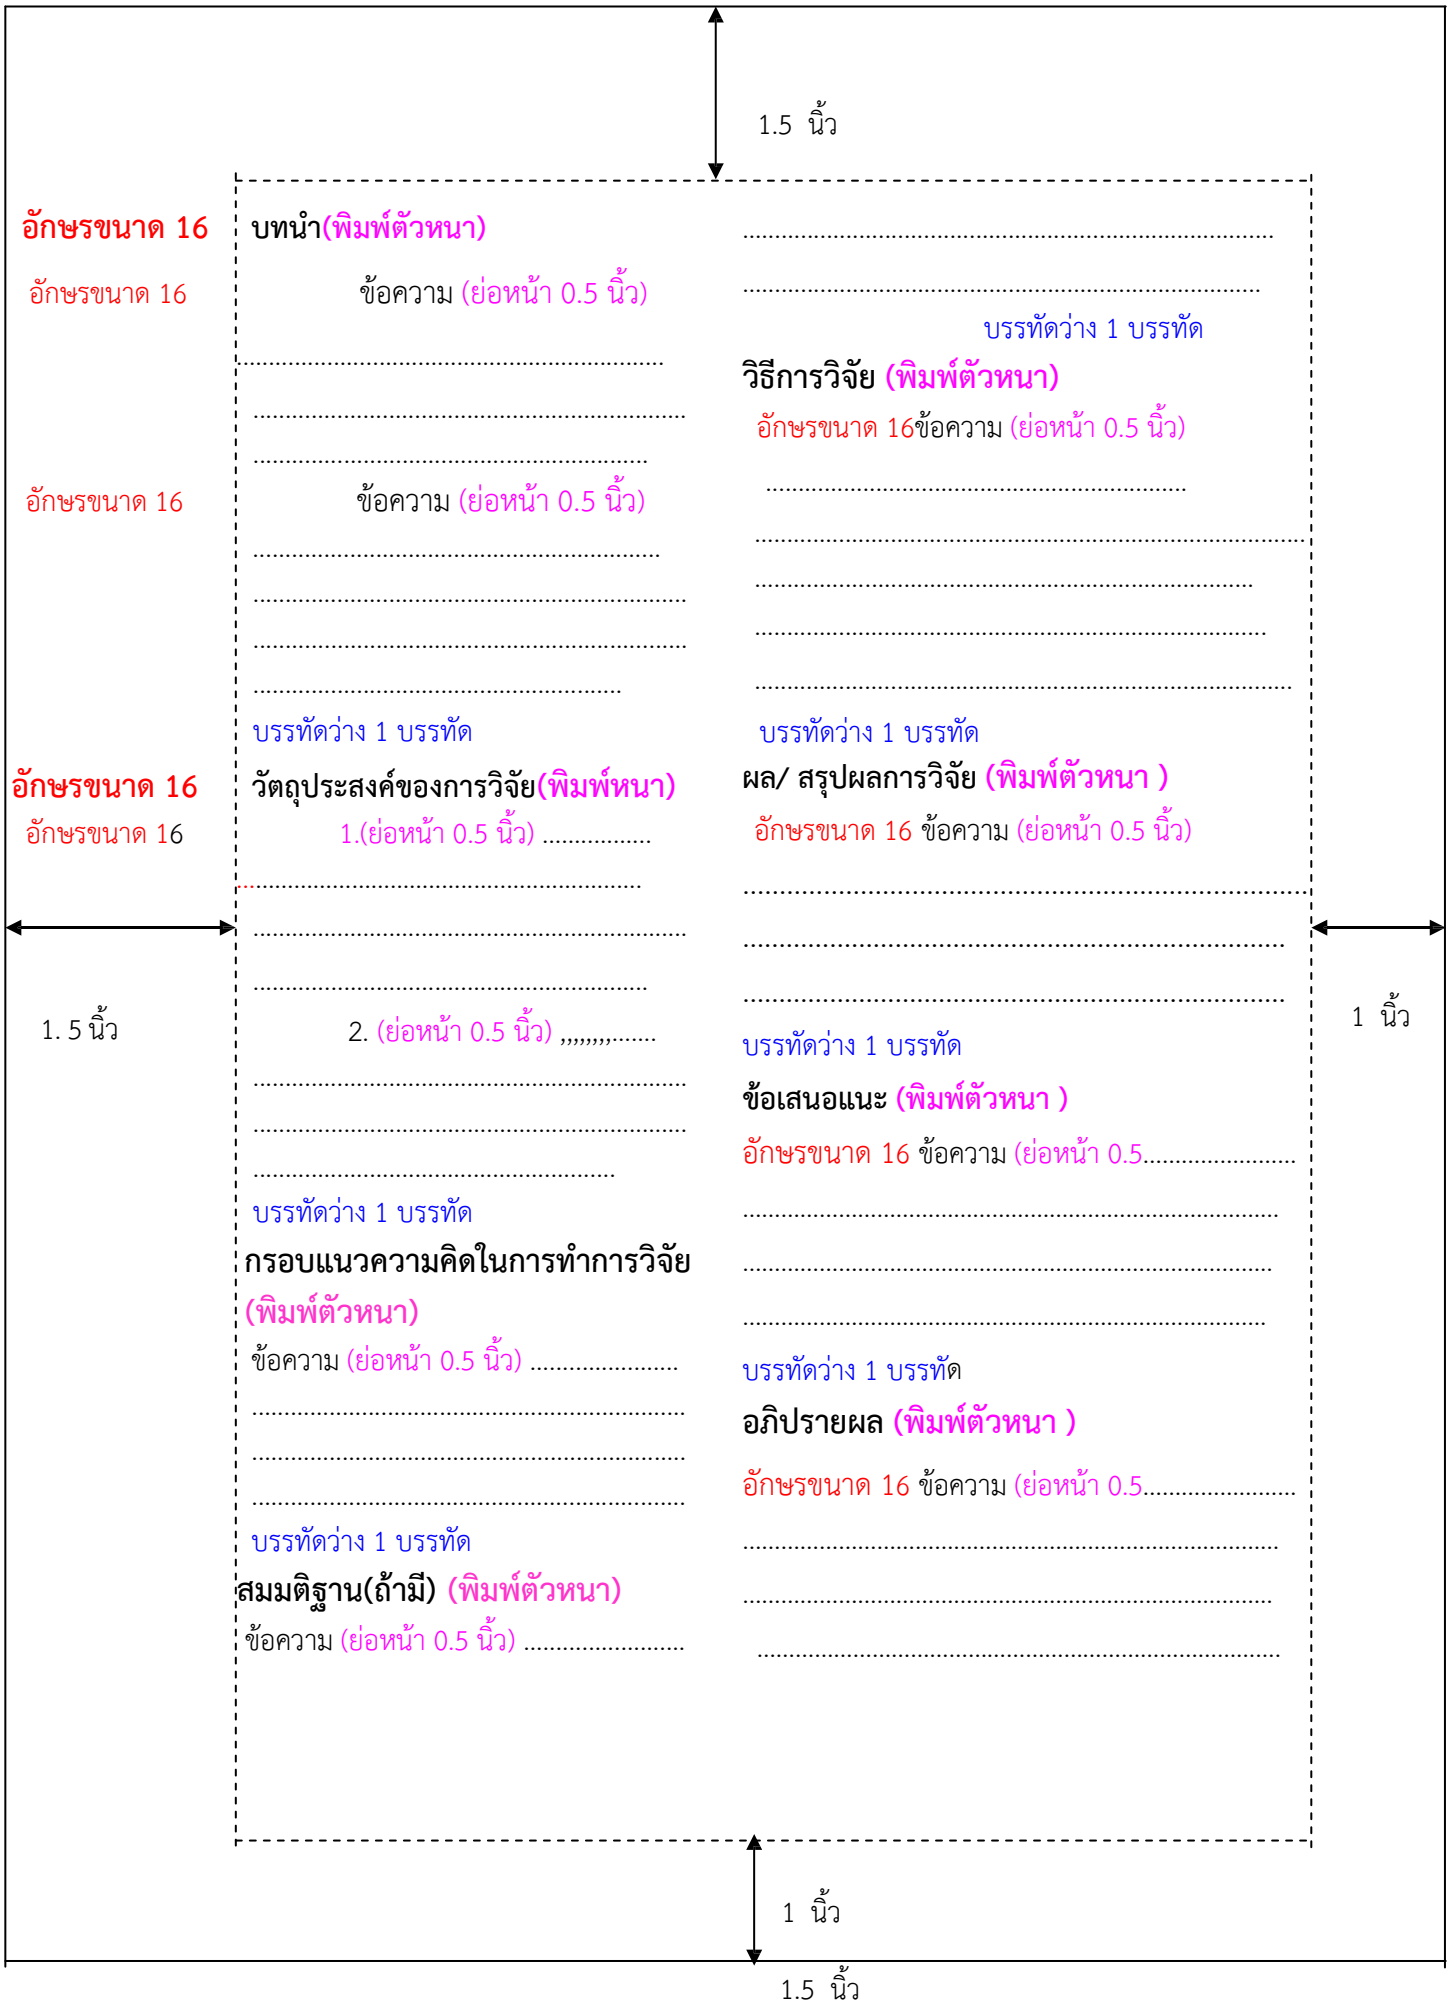 1.5 นิ้ว
อักษรขนาด 16
บทนำ(พิมพ์ตัวหนา)
อักษรขนาด 16
ข้อความ (ย่อหน้า 0.5 นิ้ว)
..................................................................
...................................................................
.............................................................
อักษรขนาด 16
ข้อความ (ย่อหน้า 0.5 นิ้ว)
...............................................................
...................................................................
...................................................................
.........................................................
บรรทัดว่าง 1 บรรทัด
อักษรขนาด 16
วัตถุประสงค์ของการวิจัย(พิมพ์หนา)
อักษรขนาด 16
1.(ย่อหน้า 0.5 นิ้ว) .................
...............................................................
...................................................................
.............................................................
2. (ย่อหน้า 0.5 นิ้ว) ,,,,,,,,.......
...................................................................
...................................................................
........................................................
บรรทัดว่าง 1 บรรทัด
กรอบแนวความคิดในการทำการวิจัย
(พิมพ์ตัวหนา)
ข้อความ (ย่อหน้า 0.5 นิ้ว) .......................
...................................................................
...................................................................
...................................................................
บรรทัดว่าง 1 บรรทัด
สมมติฐาน(ถ้ามี) (พิมพ์ตัวหนา)
ข้อความ (ย่อหน้า 0.5 นิ้ว) .........................
..................................................................................
................................................................................
บรรทัดว่าง 1 บรรทัด
วิธีการวิจัย (พิมพ์ตัวหนา)
อักษรขนาด 16ข้อความ (ย่อหน้า 0.5 นิ้ว)
.................................................................
.....................................................................................
.............................................................................
...............................................................................
...................................................................................
บรรทัดว่าง 1 บรรทัด
ผล/ สรุปผลการวิจัย (พิมพ์ตัวหนา )
อักษรขนาด 16 ข้อความ (ย่อหน้า 0.5 นิ้ว)
..............................................................................
...........................................................................
...........................................................................
บรรทัดว่าง 1 บรรทัด
ข้อเสนอแนะ (พิมพ์ตัวหนา )
อักษรขนาด 16 ข้อความ (ย่อหน้า 0.5........................
...................................................................................
..................................................................................
.................................................................................
บรรทัดว่าง 1 บรรทัด
อภิปรายผล (พิมพ์ตัวหนา )
อักษรขนาด 16 ข้อความ (ย่อหน้า 0.5........................
...................................................................................
..................................................................................
.................................................................................
1. 5 นิ้ว
1 นิ้ว
1 นิ้ว
1.5 นิ้ว